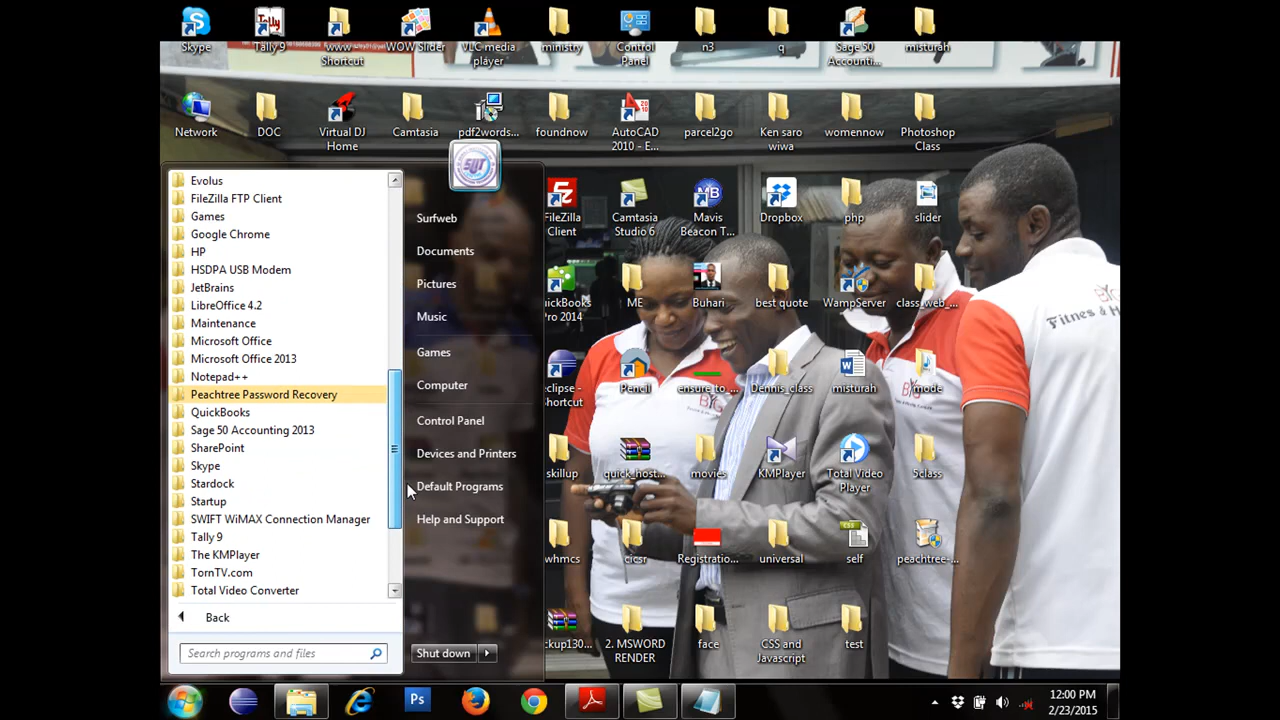 Skype
Tally 9
www
Shortcut
WOW Slider
VLC media
player
ministry
Control
Panel
n3
q
Sage 50
Accounti...
misturah
Network
DOC
Virtual DJ
Home
Camtasia
pdf2words...
foundnow
AutoCAD
2010 - E...
parcel2go
Ken saro
wiwa
womennow
Photoshop
Class
SUT
FileZilla
Client
Camtasia
Studio 6
Mavis
Beacon T...
Dropbox
php
slider
uickBooks
Pro 2014
ME
Buhari
best quote
WampServer
class_web_...
eclipse -
hortcut
Pencil
ensure_to_...
Dennis_class
misturah
mode
skillup
quick_host...
movies
KMPlayer
Total Video
Player
5class
whmcs
cicsr
Registratio...
universal
self
peachtree-...
ckup130...
2. MSWORD
RENDER
face
CSS and
Javascript
test
Evolus
FileZilla FTP Client
Games
Google Chrome
HP
HSDPA USB Modem
JetBrains
LibreOffice 4.2
Maintenance
Microsoft Office
Microsoft Office 2013
Notepad++
Peachtree Password Recovery
QuickBooks
Sage 50 Accounting 2013
SharePoint
Skype
Stardock
Startup
SWIFT WiMAX Connection Manager
Tally 9
The KMPlayer
TornTV.com
Total Video Converter
Back
Search programs and files
Surfweb
Documents
Pictures
Music
Games
Computer
Control Panel
Devices and Printers
Default Programs
Help and Support
Shut down
Fitnes & H
Ps
12:00 PM
2/23/2015